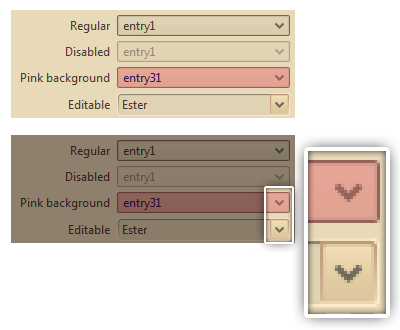 Regular entry1
Disabled entry1
Pink background entry31
Editable Ester
Regular entry1
Disabled entry1
Pink background entry31
Editable Ester